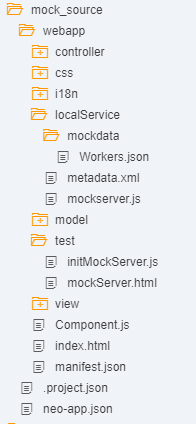 mock_source
webapp
controller
css
i18n
localService
mockdata
Workers.json
metadata.xml
mockserver.js
model
test
initMockServer.js
mockServer.html
view
Component.js
index.html
manifest.json
.project.json
neo-app.json